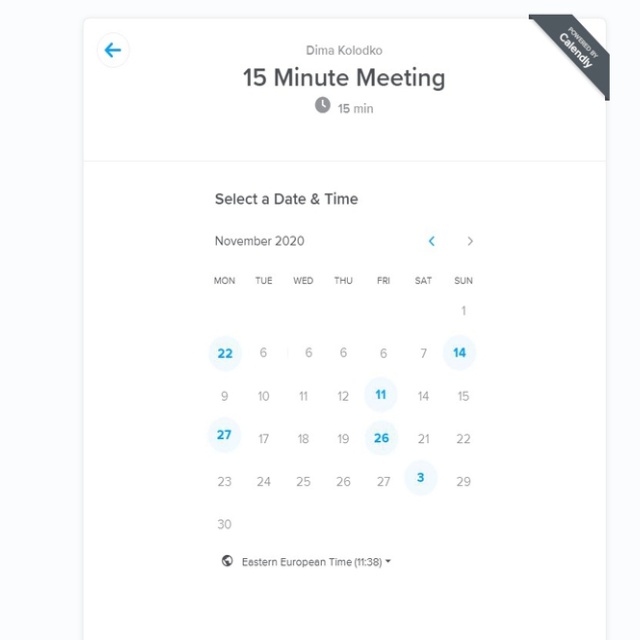 Dima Kolodko
15 Minute Meeting
15 min
POWERED BY
Calendly
Select a Date & Time
November 2020
MON TUE WED THU FRI SAT SUN
1
22 6 6 6 6 7 14
9 10 11 12 11 14 15
27 17 18 19 26 21 22
23 24 25 26 27 3 29
30
Eastern European Time (11:38)